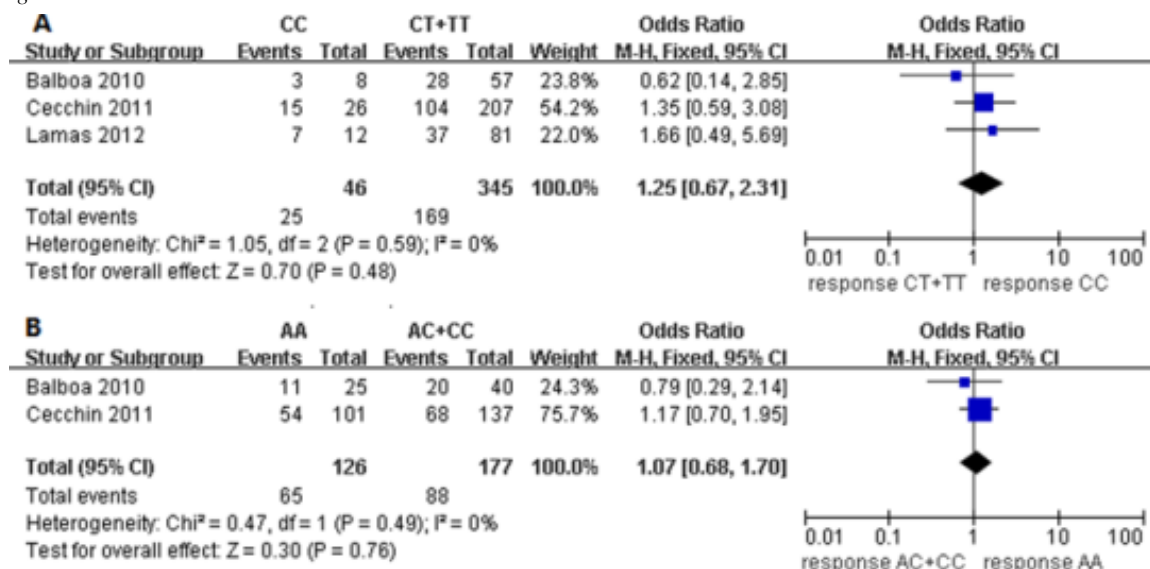 A CC CT+TT Odds Ratio Odds Ratio
Study or Subgroup Events Total Events Total Weight M-H, Fixed, 95% CI M-H, Fixed, 95% CI
Balboa 2010 3 8 28 57 23.8% 0.62 [0.14, 2.85]
Cecchin 2011 15 26 104 207 54.2% 1.35 [0.59, 3.08]
Lamas 2012 7 12 37 81 22.0% 1.66 [0.49, 5.69]
Total (95% CI) 46 345 100.0% 1.25 [0.67, 2.31]
Total events 25 169
Heterogeneity: Chi² = 1.05, df = 2 (P = 0.59); I² = 0%
Test for overall effect: Z = 0.70 (P = 0.48)
0.01 0.1 1 10 100
response CT+TT response CC
B AA AC+CC Odds Ratio Odds Ratio
Study or Subgroup Events Total Events Total Weight M-H, Fixed, 95% CI M-H, Fixed, 95% CI
Balboa 2010 11 25 20 40 24.3% 0.79 [0.29, 2.14]
Cecchin 2011 54 101 68 137 75.7% 1.17 [0.70, 1.95]
Total (95% CI) 126 177 100.0% 1.07 [0.68, 1.70]
Total events 65 88
Heterogeneity: Chi² = 0.47, df = 1 (P = 0.49); I² = 0%
Test for overall effect: Z = 0.30 (P = 0.76)
0.01 0.1 1 10 100
response AC+CC response AA